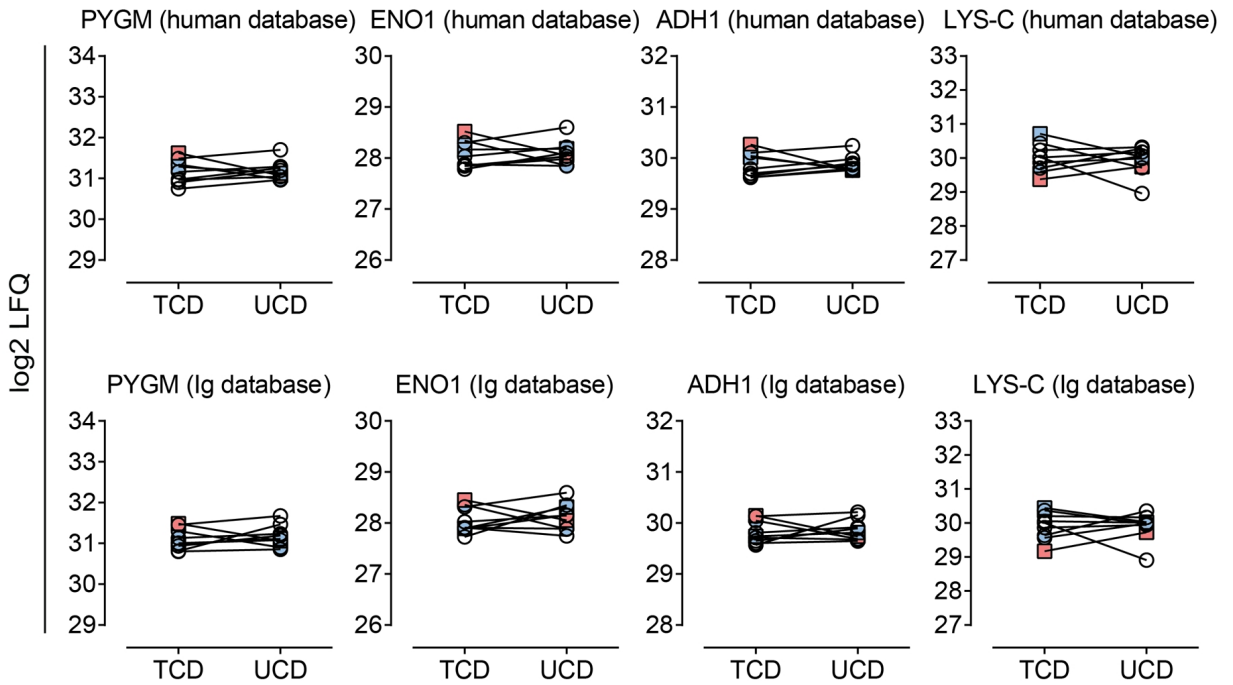 PYGM (human database) ENO1 (human database) ADH1 (human database) LYS-C (human database)
34 30 32 33
33 32
32 29 31 31
31 28 30 30
30 27 29 29
28
29 26 28 27
TCD UCD TCD UCD TCD UCD TCD UCD
log2 LFQ
PYGM (Ig database) ENO1 (Ig database) ADH1 (Ig database) LYS-C (Ig database)
34 30 32 33
33 32
32 29 31 31
31 28 30 30
30 27 29 29
28
29 26 28 27
TCD UCD TCD UCD TCD UCD TCD UCD